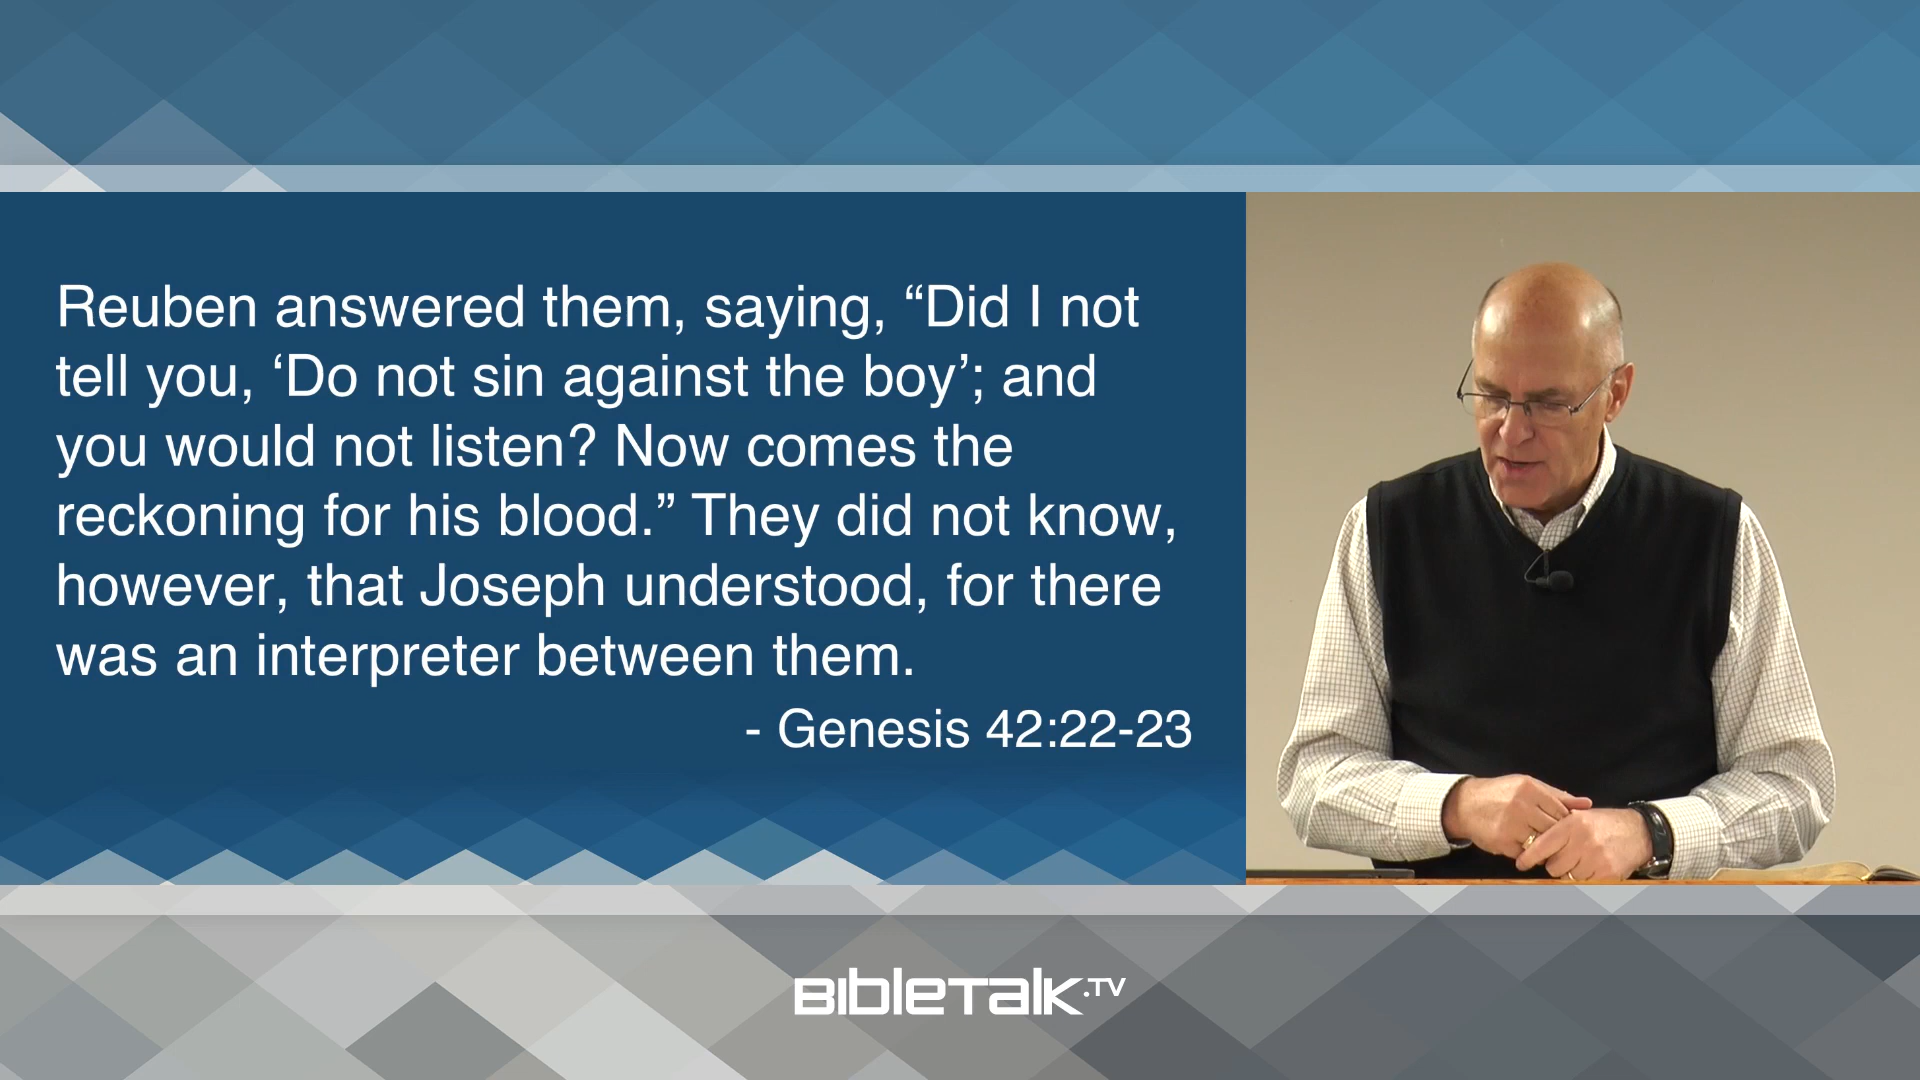 Reuben answered them, saying, “Did I not
tell you, ‘Do not sin against the boy’; and
you would not listen? Now comes the
reckoning for his blood.” They did not know,
however, that Joseph understood, for there
was an interpreter between them.
- Genesis 42:22-23
BibleTalk.TV